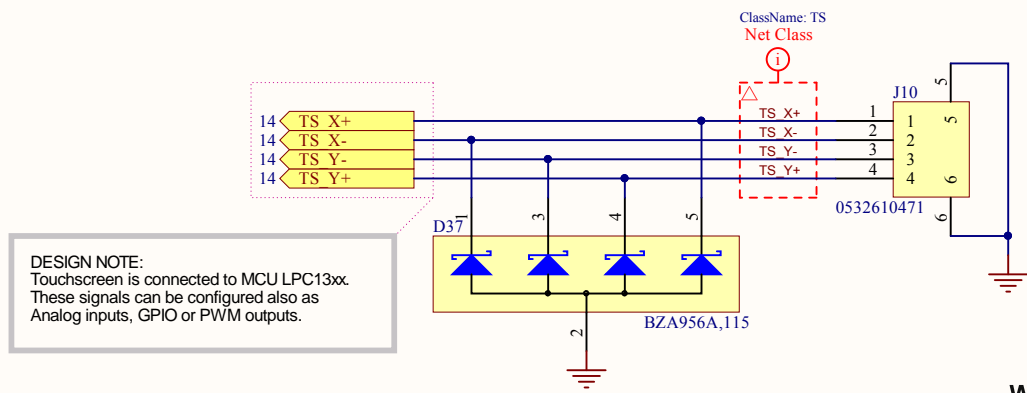 ClassName: TS
Net Class
i
J10
5
14 TS_X+ TS_X+ 1 1 5
14 TS_X- TS_X- 2 2
14 TS_Y- TS_Y- 3 3
14 TS_Y+ TS_Y+ 4 4 6
0532610471
6
D37 1 3 4 5
DESIGN NOTE:
Touchscreen is connected to MCU LPC13xx.
These signals can be configured also as
Analog inputs, GPIO or PWM outputs.
2
BZA956A,115